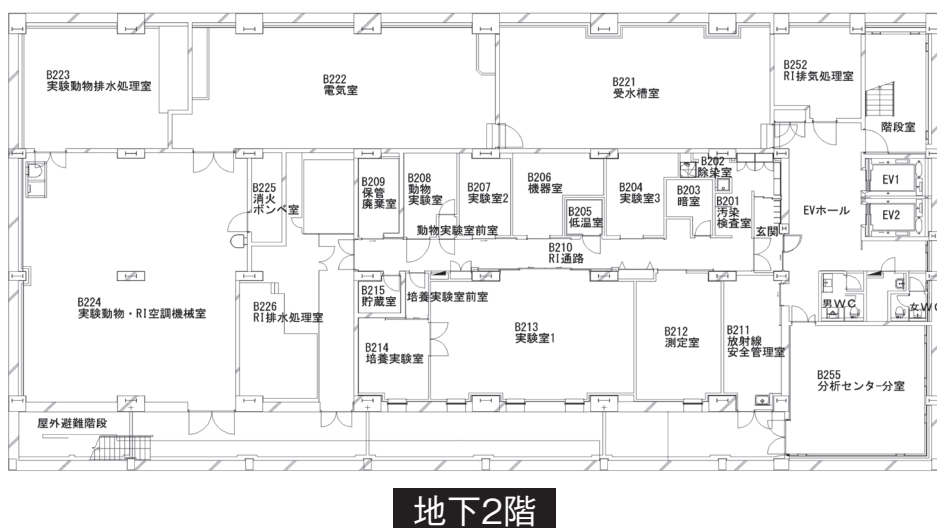 B223
実験動物排水処理室
B222
電気室
B221
受水槽室
B252
RI排気処理室
階段室
B225
消火
ボンベ室
B209
保管
廃棄室
B208
動物
実験室
B207
実験室2
B206
機器室
B205
低温室
B204
実験室3
B203
暗室
B202
除染室
B201
汚染
検査室
玄関
EVホール
EV1
EV2
動物実験室前室
B210
RI通路
B224
実験動物・RI空調機械室
B226
RI排水処理室
B215
貯蔵室
培養実験室前室
B214
培養実験室
B213
実験室1
B212
測定室
B211
放射線
安全管理室
男WC
女WC
B255
分析センター分室
屋外避難階段
地下2階